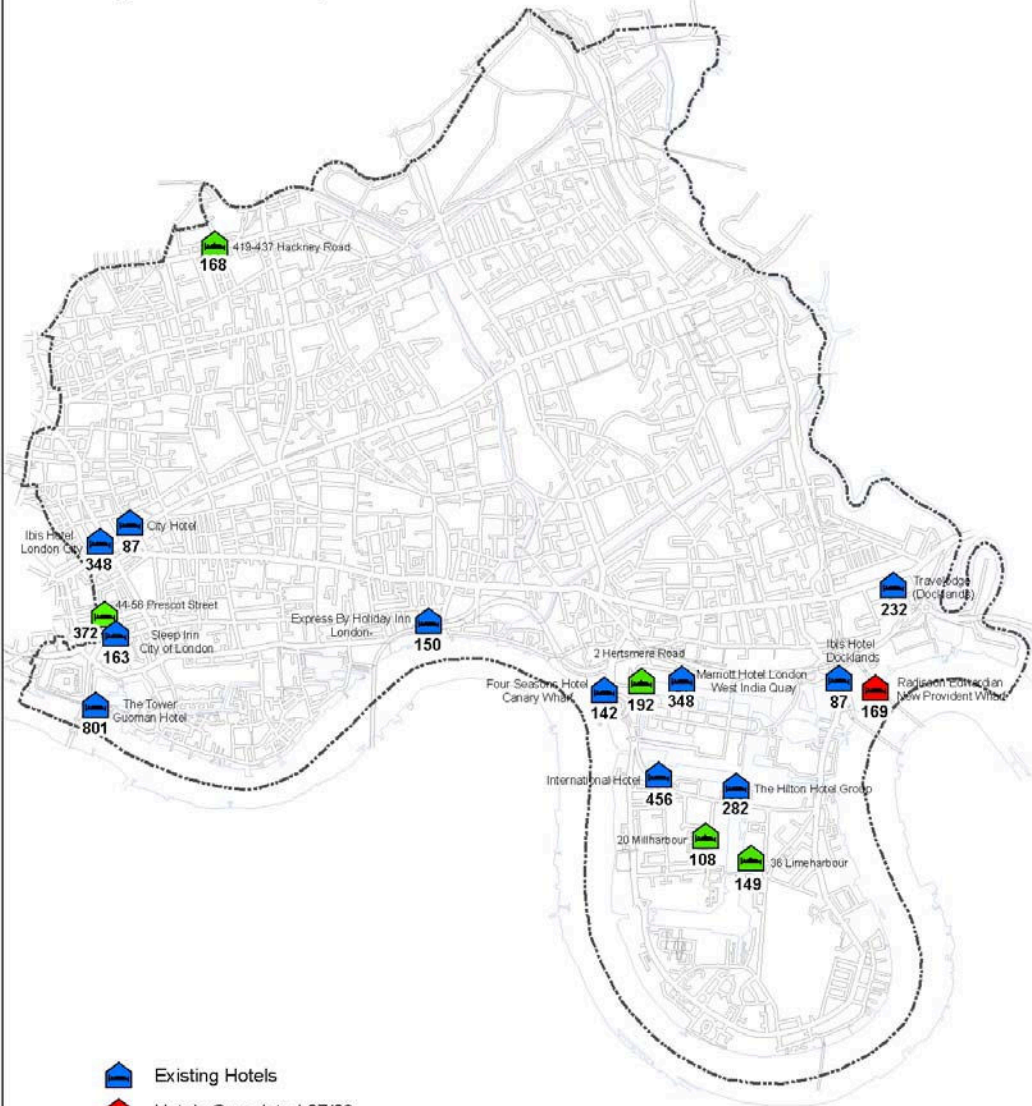 419-437 Hackney Road
168
City Hotel
87
Ibis Hotel
London City
348
44-56 Prescot Street
372
Sleep Inn
City of London
163
The Tower
Guoman Hotel
801
Express By Holiday Inn
London-
150
Travelodge
(Docklands)
232
2 Hertsmere Road
192
Four Seasons Hotel
Canary Wharf
142
Marriott Hotel London
West India Quay
348
Ibis Hotel
Docklands
87
Radisson Edwardian
New Provident Wharf
169
International Hotel
456
The Hilton Hotel Group
282
20 Millharbour
108
36 Limeharbour
149
Existing Hotels